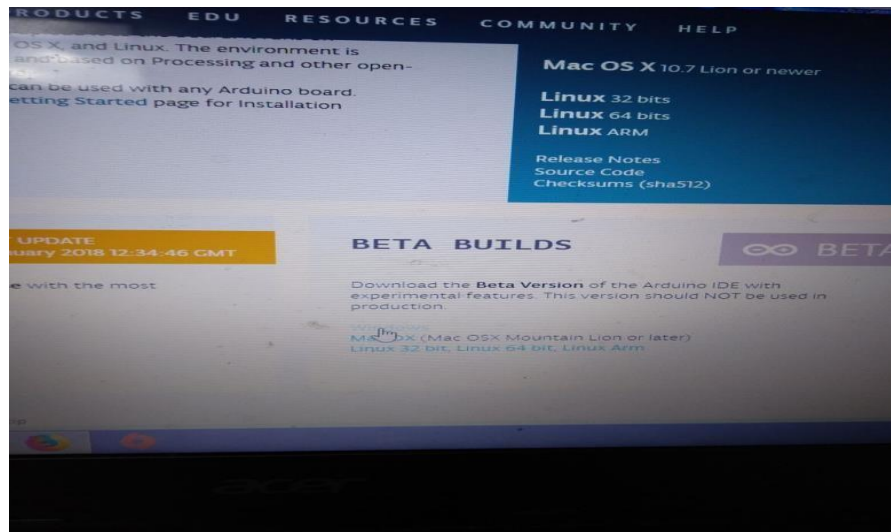 PRODUCTS EDU RESOURCES COMMUNITY HELP
OS X, and Linux. The environment is
and based on Processing and other open-
can be used with any Arduino board.
etting Started page for Installation
Mac OS X 10.7 Lion or newer
Linux 32 bits
Linux 64 bits
Linux ARM
Release Notes
Source Code
Checksums (sha512)
UPDATE
uary 2018 12:34:46 GMT
e with the most
BETA BUILDS
BETA
Download the Beta Version of the Arduino IDE with
experimental features. This version should NOT be used in
production.
Windows
(Mac OSX Mountain Lion or later)
Linux 32 bit, Linux 64 bit, Linux Arm
acer